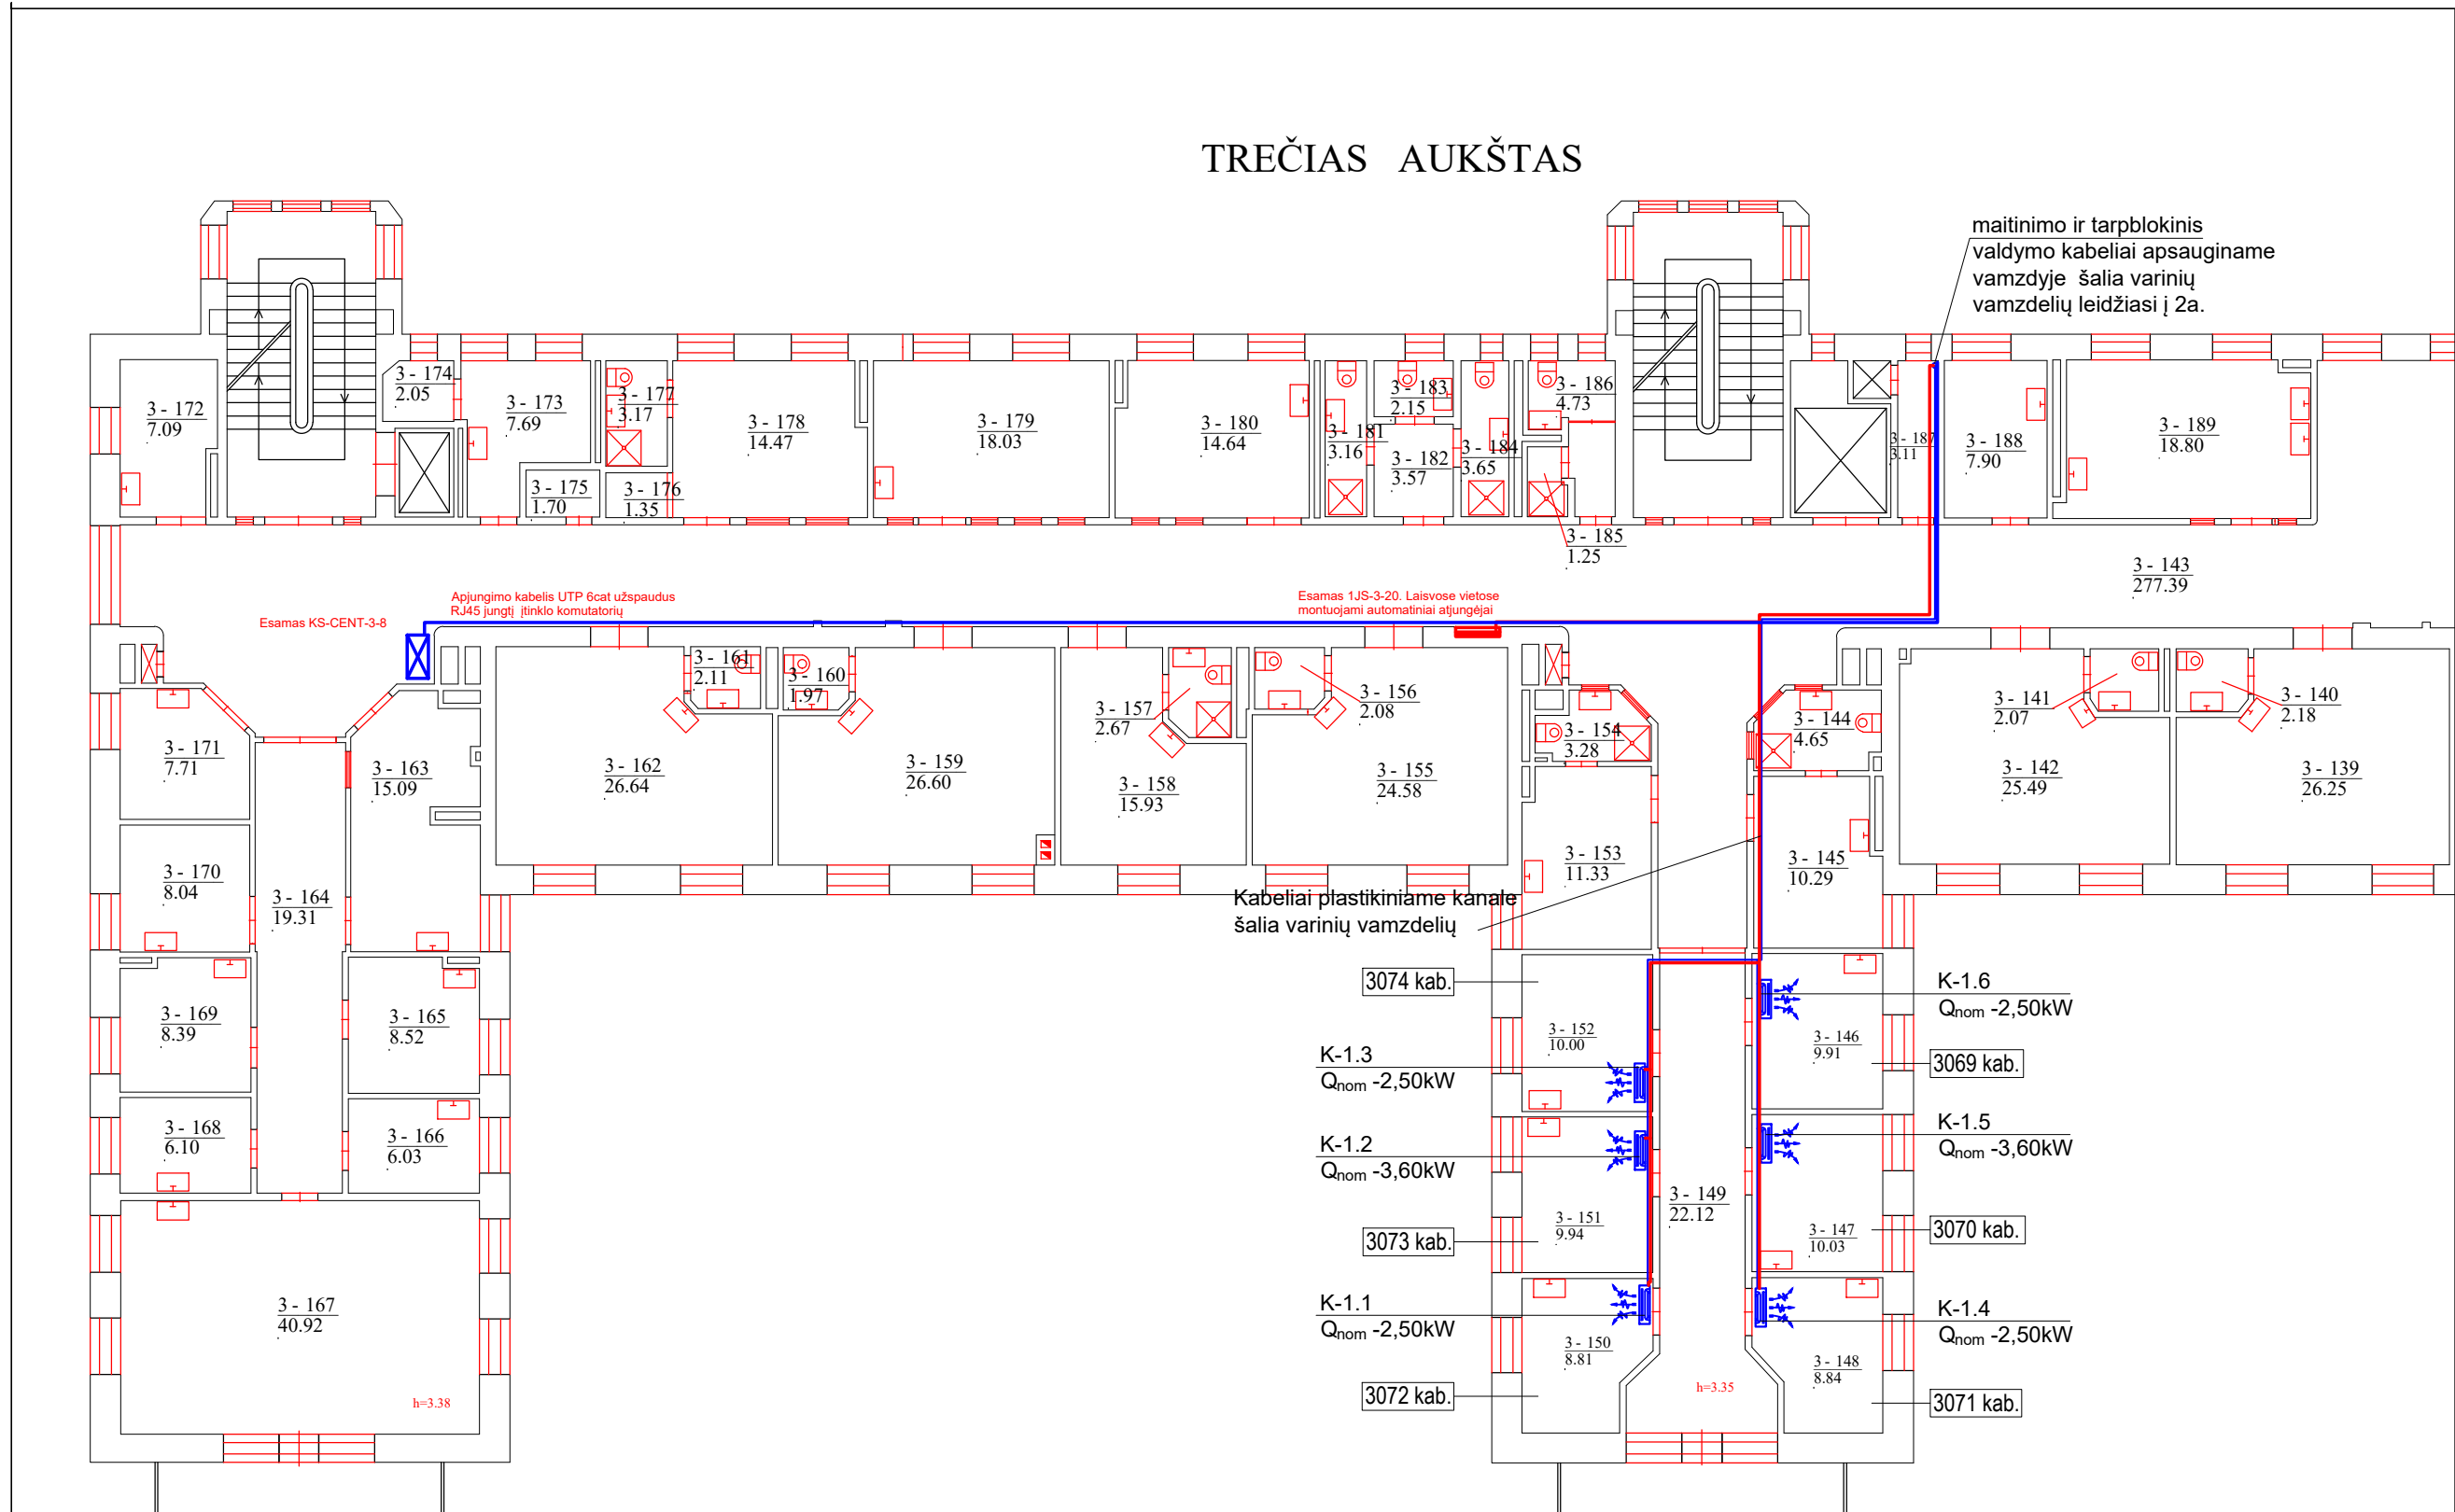 TREČIAS AUKŠTAS
maitinimo ir tarpblokinis
valdymo kabeliai apsauginame
vamzdyje šalia varinių
vamzdelių leidžiasi į 2a.
3 - 172
7.09
3 - 174
2.05
3 - 173
7.69
3 - 175
1.70
3 - 177
3.17
3 - 176
1.35
3 - 178
14.47
3 - 179
18.03
3 - 180
14.64
3 - 181
3.16
3 - 183
2.15
3 - 182
3.57
3 - 184
3.65
3 - 186
4.73
3 - 185
1.25
3 - 187
3.11
3 - 188
7.90
3 - 189
18.80
3 - 143
277.39
Esamas KS-CENT-3-8
Apjungimo kabelis UTP 6cat užspaudus
RJ45 jungtį įtinklo komutatorių
Esamas 1JS-3-20. Laisvose vietose
montuojami automatiniai atjungėjai
3 - 171
7.71
3 - 163
15.09
3 - 161
2.11
3 - 160
1.97
3 - 162
26.64
3 - 159
26.60
3 - 157
2.67
3 - 158
15.93
3 - 156
2.08
3 - 155
24.58
3 - 154
3.28
3 - 144
4.65
3 - 141
2.07
3 - 140
2.18
3 - 142
25.49
3 - 139
26.25
3 - 170
8.04
3 - 164
19.31
3 - 153
11.33
3 - 145
10.29
Kabeliai plastikiniame kanale
šalia varinių vamzdelių
3 - 169
8.39
3 - 165
8.52
3 - 168
6.10
3 - 166
6.03
3 - 167
40.92
h=3.38
3074 kab.
3 - 152
10.00
K-1.3
Qnom -2,50kW
K-1.2
Qnom -3,60kW
3 - 151
9.94
3073 kab.
K-1.1
Qnom -2,50kW
3 - 150
8.81
3072 kab.
3 - 149
22.12
h=3.35
K-1.6
Qnom -2,50kW
3 - 146
9.91
3069 kab.
K-1.5
Qnom -3,60kW
3 - 147
10.03
3070 kab.
K-1.4
Qnom -2,50kW
3 - 148
8.84
3071 kab.